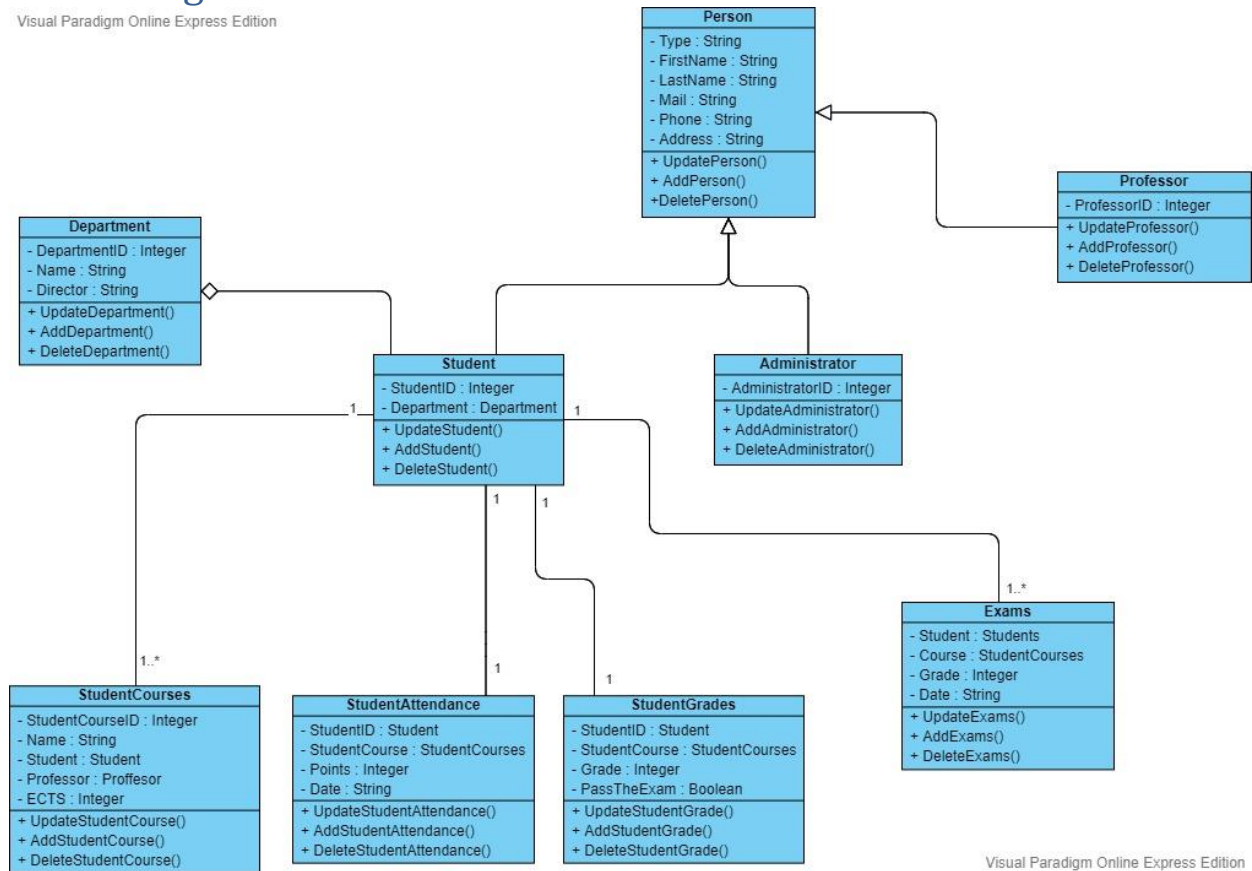 Visual Paradigm Online Express Edition
Person
- Type : String
- FirstName : String
- LastName : String
- Mail : String
- Phone : String
- Address : String
+ UpdatePerson()
+ AddPerson()
+DeletePerson()
Professor
- ProfessorID : Integer
+ UpdateProfessor()
+ AddProfessor()
+ DeleteProfessor()
Department
- DepartmentID : Integer
- Name : String
- Director : String
+ UpdateDepartment()
+ AddDepartment()
+ DeleteDepartment()
Student
- StudentID : Integer
- Department : Department
+ UpdateStudent()
+ AddStudent()
+ DeleteStudent()
Administrator
- AdministratorID : Integer
+ UpdateAdministrator()
+ AddAdministrator()
+ DeleteAdministrator()
1
1
1
1
1..*
1..*
1
1
Exams
- Student : Students
- Course : StudentCourses
- Grade : Integer
- Date : String
+ UpdateExams()
+ AddExams()
+ DeleteExams()
StudentCourses
- StudentCourseID : Integer
- Name : String
- Student : Student
- Professor : Proffesor
- ECTS : Integer
+ UpdateStudentCourse()
+ AddStudentCourse()
+ DeleteStudentCourse()
StudentAttendance
- StudentID : Student
- StudentCourse : StudentCourses
- Points : Integer
- Date : String
+ UpdateStudentAttendance()
+ AddStudentAttendance()
+ DeleteStudentAttendance()
StudentGrades
- StudentID : Student
- StudentCourse : StudentCourses
- Grade : Integer
- PassTheExam : Boolean
+ UpdateStudentGrade()
+ AddStudentGrade()
+ DeleteStudentGrade()
Visual Paradigm Online Express Edition